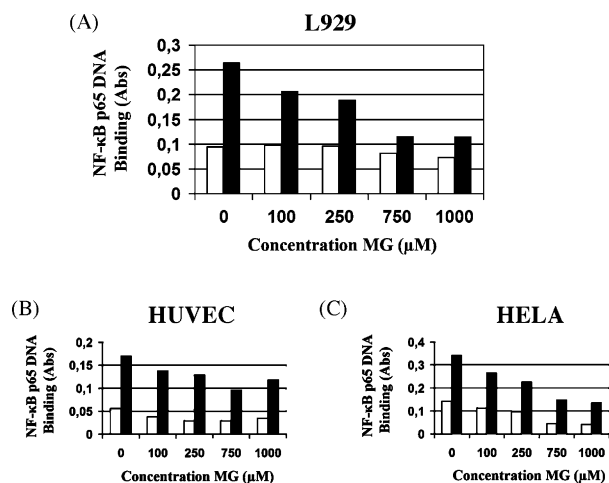 (A)
L929
NF-κB p65 DNA
Binding (Abs)
0,3
0,25
0,2
0,15
0,1
0,05
0
0 100 250 750 1000
Concentration MG (µM)
(B)
HUVEC
NF-κB p65 DNA
Binding (Abs)
0,2
0,15
0,1
0,05
0
0 100 250 750 1000
Concentration MG (µM)
(C)
HELA
NF-κB p65 DNA
Binding (Abs)
0,4
0,3
0,2
0,1
0
0 100 250 750 1000
Concentration MG (µM)